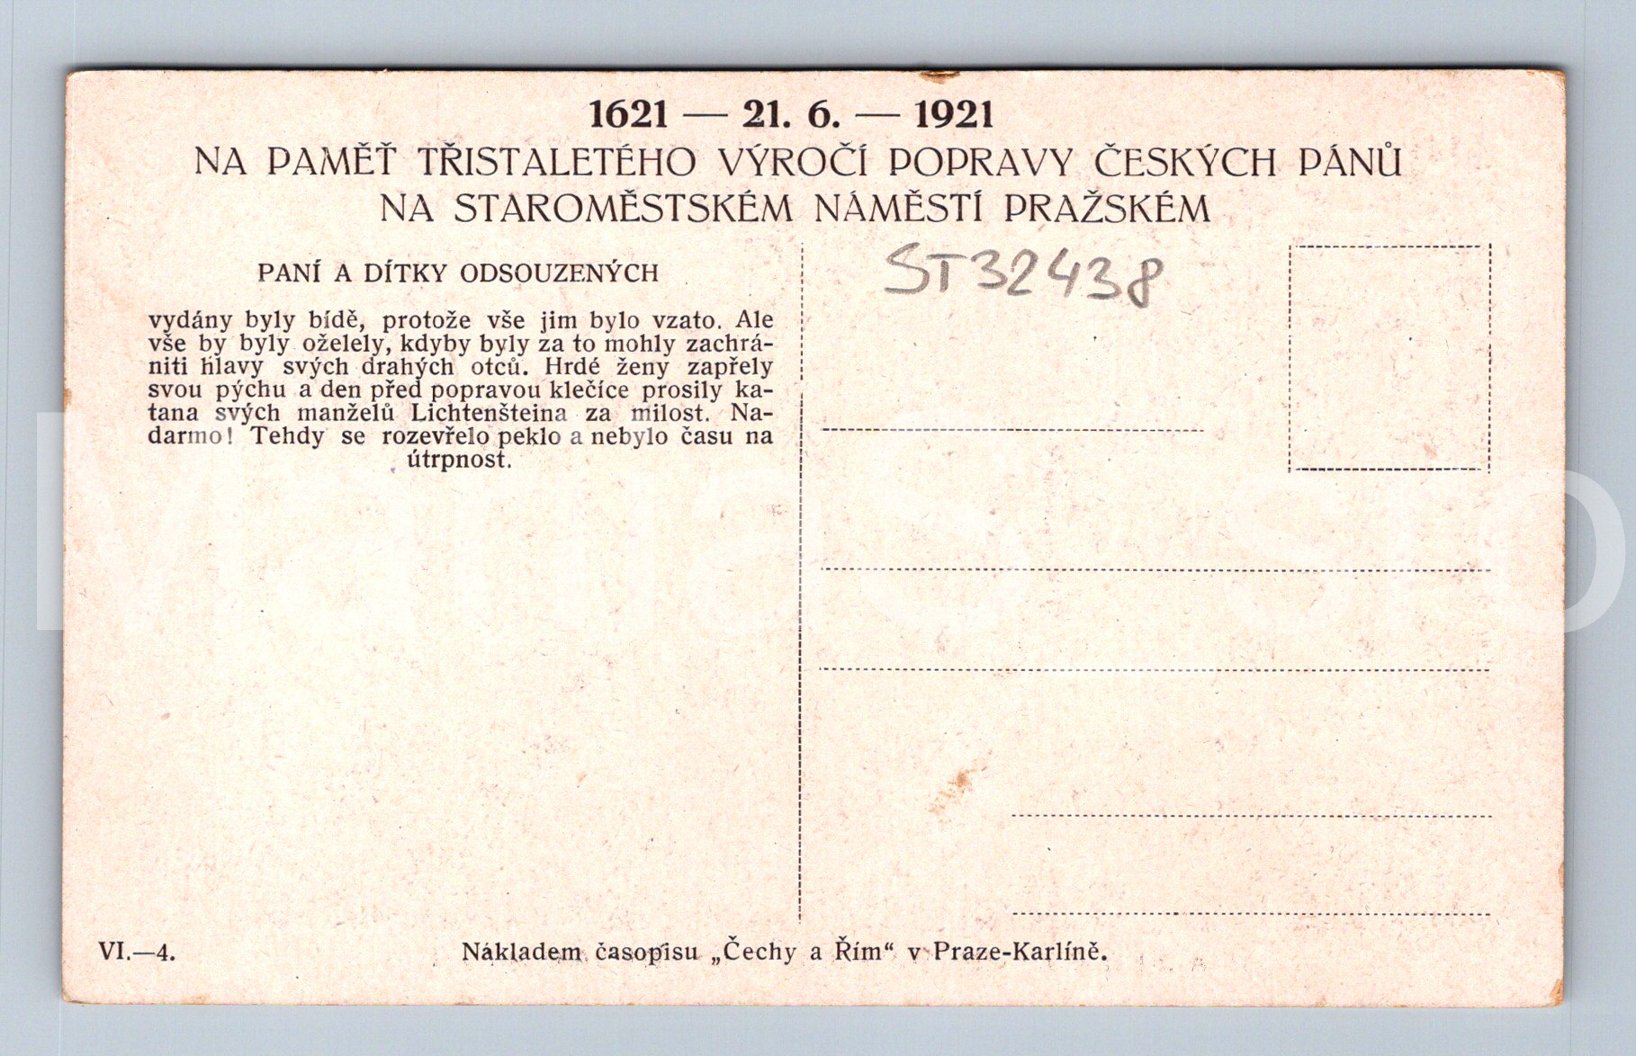 1621 — 21. 6. — 1921
NA PAMĚŤ TŘISTALETÉHO VÝROČÍ POPRAVY ČESKÝCH PÁNŮ
NA STAROMĚSTSKÉM NÁMĚSTÍ PRAŽSKÉM
PANÍ A DÍTKY ODSOUZENÝCH
vydány byly bídě, protože vše jim bylo vzato. Ale
vše by byly oželely, kdyby byly za to mohly zachrá-
niti hlavy svých drahých otců. Hrdé ženy zapřely
svou pýchu a den před popravou klečíce prosily ka-
tana svých manželů Lichtenšteina za milost. Na-
darmo! Tehdy se rozevřelo peklo a nebylo času na
útrpnost.
ST32438
VI.—4.
Nákladem časopisu „Čechy a Řím“ v Praze-Karlíně.